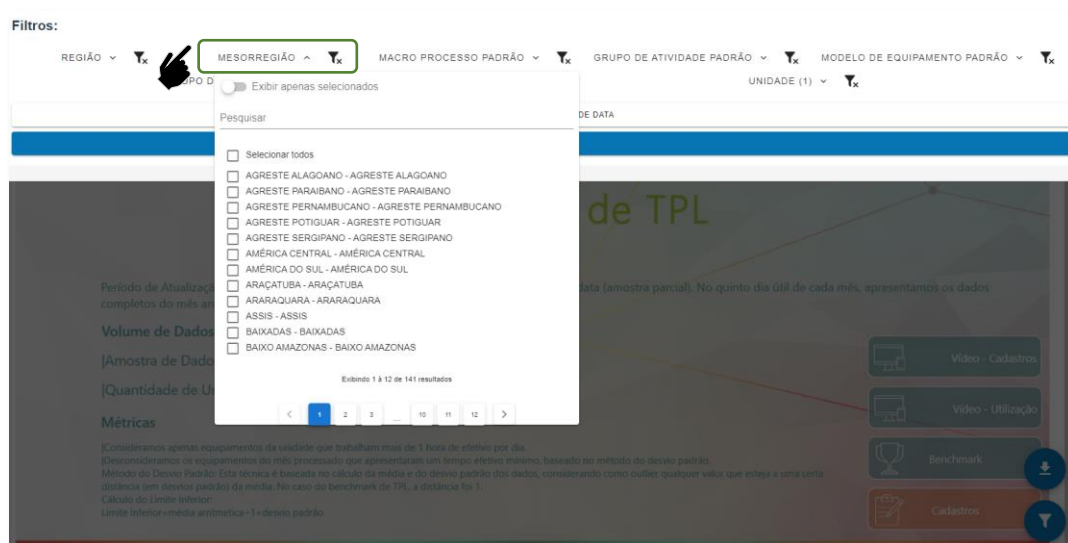 Filtros:
REGIÃO MESORREGIÃO MACRO PROCESSO PADRÃO GRUPO DE ATIVIDADE PADRÃO MODELO DE EQUIPAMENTO PADRÃO
PO D UNIDADE (1)
Exibir apenas selecionados
Pesquisar
DE DATA
Selecionar todos
AGRESTE ALAGOANO - AGRESTE ALAGOANO
AGRESTE PARAIBANO - AGRESTE PARAIBANO
AGRESTE PERNAMBUCANO - AGRESTE PERNAMBUCANO
AGRESTE POTIGUAR - AGRESTE POTIGUAR
AGRESTE SERGIPANO - AGRESTE SERGIPANO
AMÉRICA CENTRAL - AMÉRICA CENTRAL
AMÉRICA DO SUL - AMÉRICA DO SUL
ARAÇATUBA - ARAÇATUBA
ARARAQUARA - ARARAQUARA
ASSIS - ASSIS
BAIXADAS - BAIXADAS
BAIXO AMAZONAS - BAIXO AMAZONAS
Exibindo 1 à 12 de 141 resultados
< 1 2 3 ... 10 11 12 >
de TPL
Período de Atualizaçã data (amostra parcial). No quinto dia útil de cada mês, apresentamos os dados
completos do mês an
Volume de Dados
|Amostra de Dado
|Quantidade de U
Métricas
|Consideramos apenas equipamentos da unidade que trabalham mais de 1 hora de efetivo por dia.
|Desconsideramos os equipamentos do mês processado que apresentaram um tempo efetivo mínimo, baseado no método do desvio padrão.
Método do Desvio Padrão: Esta técnica é baseada no cálculo da média e do desvio padrão dos dados, considerando como outlier, qualquer valor que esteja a uma certa
distância (em desvios padrão) da média. No caso do benchmark de TPL, a distância foi 1.
Cálculo do Limite Inferior:
Limite Inferior=média aritmetica-1*desvio padrão
Vídeo - Cadastros
Vídeo - Utilização
Benchmark
Cadastros